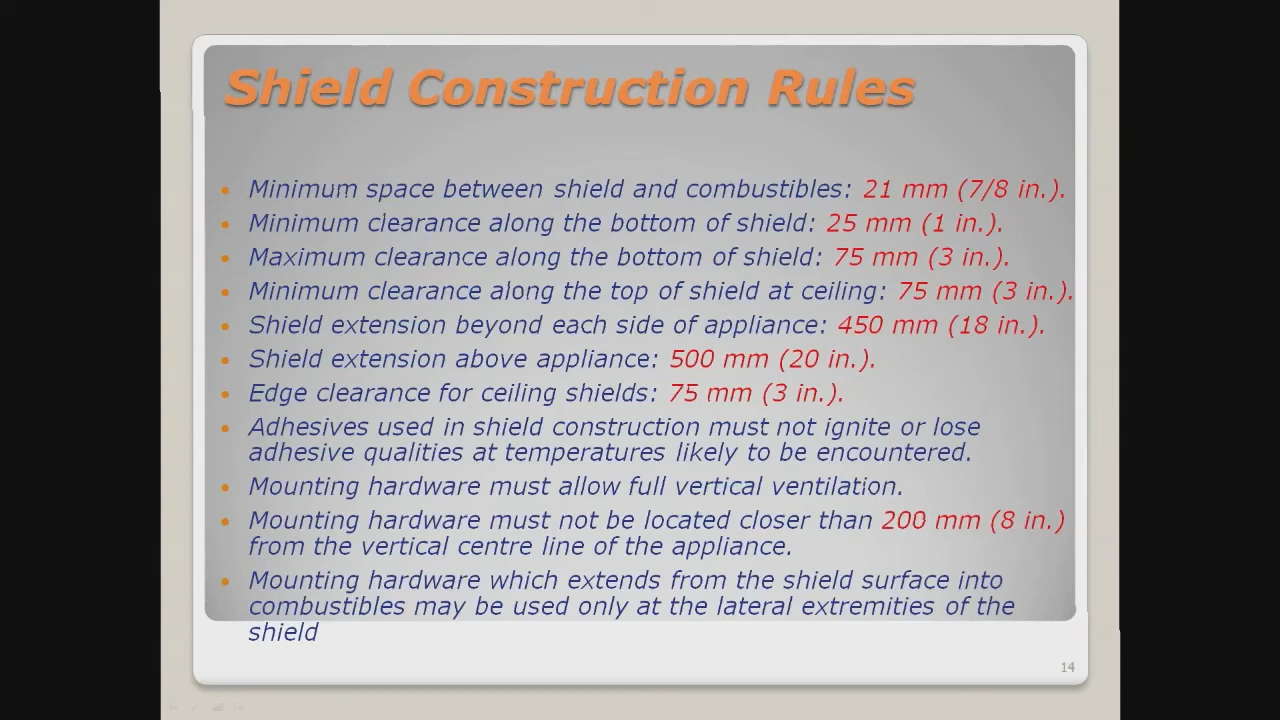 Shield Construction Rules
• Minimum space between shield and combustibles: 21 mm (7/8 in.).
• Minimum clearance along the bottom of shield: 25 mm (1 in.).
• Maximum clearance along the bottom of shield: 75 mm (3 in.).
• Minimum clearance along the top of shield at ceiling: 75 mm (3 in.).
• Shield extension beyond each side of appliance: 450 mm (18 in.).
• Shield extension above appliance: 500 mm (20 in.).
• Edge clearance for ceiling shields: 75 mm (3 in.).
• Adhesives used in shield construction must not ignite or lose
adhesive qualities at temperatures likely to be encountered.
• Mounting hardware must allow full vertical ventilation.
• Mounting hardware must not be located closer than 200 mm (8 in.)
from the vertical centre line of the appliance.
• Mounting hardware which extends from the shield surface into
combustibles may be used only at the lateral extremities of the
shield
14